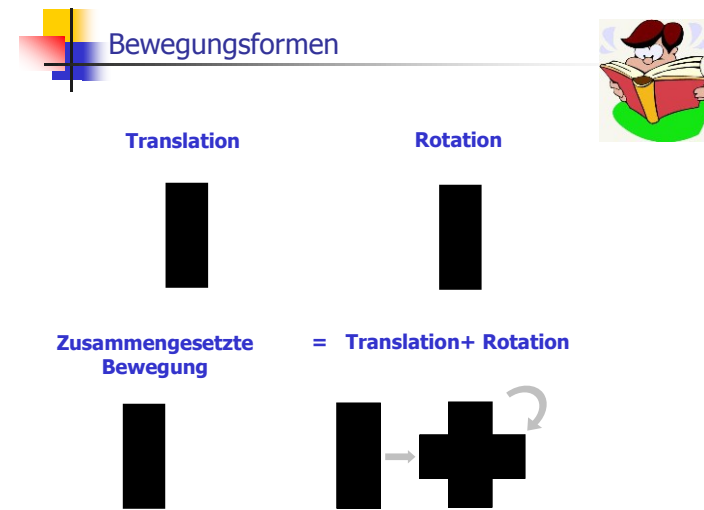 Bewegungsformen
Translation
Rotation
Zusammengesetzte = Translation+ Rotation
Bewegung